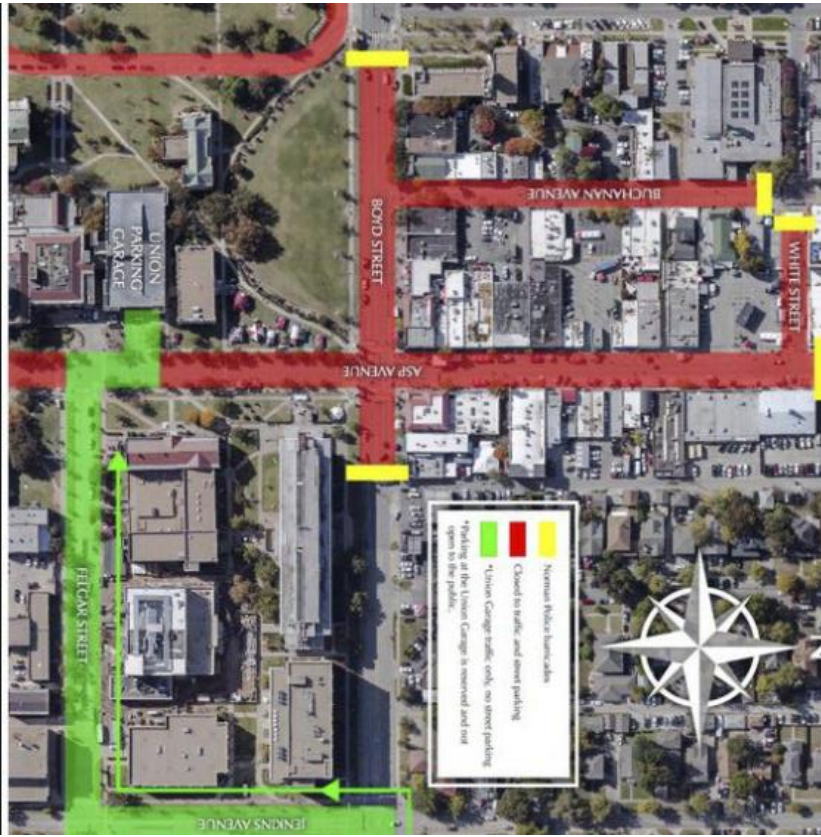 BUCHANAN AVENUE
WHITE STREET
BOYD STREET
UNION
PARKING
GARAGE
ASP AVENUE
FELGAR STREET
JENKINS AVENUE
Norman Police barricades
Closed to traffic and street parking
*Union Garage traffic only, no street parking
*Parking at the Union Garage is reserved and not
open to the public.